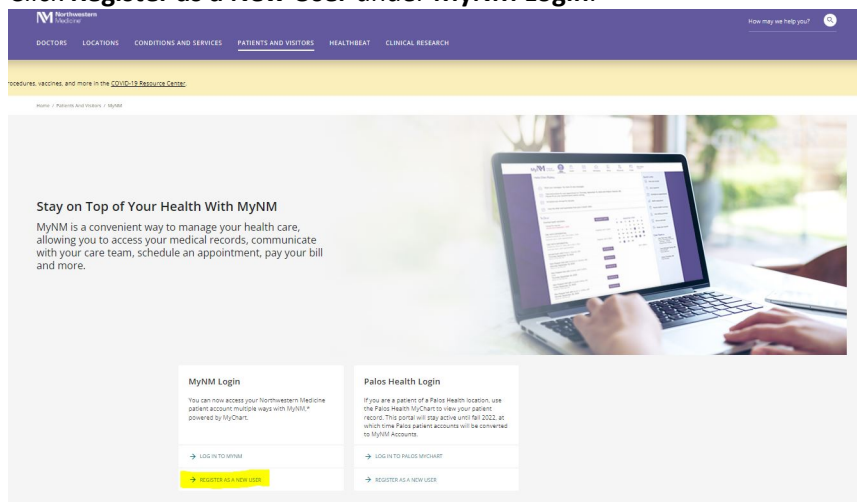 Click Register as a New User under MyNM Login.
Northwestern
Medicine
How may we help you?
DOCTORS LOCATIONS CONDITIONS AND SERVICES PATIENTS AND VISITORS HEALTHBEAT CLINICAL RESEARCH
rocedures, vaccines, and more in the COVID-19 Resource Center.
Home / Patients And Visitors / MyNM
Stay on Top of Your Health With MyNM
MyNM is a convenient way to manage your health care,
allowing you to access your medical records, communicate
with your care team, schedule an appointment, pay your bill
and more.
MyNM Login
You can now access your Northwestern Medicine
patient account multiple ways with MyNM,*
powered by MyChart.
→ LOG IN TO MYNM
→ REGISTER AS A NEW USER
Palos Health Login
If you are a patient of a Palos Health location, use
the Palos Health MyChart to view your patient
record. This portal will stay active until fall 2022, at
which time Palos patient accounts will be converted
to MyNM Accounts.
→ LOG IN TO PALOS MYCHART
→ REGISTER AS A NEW USER